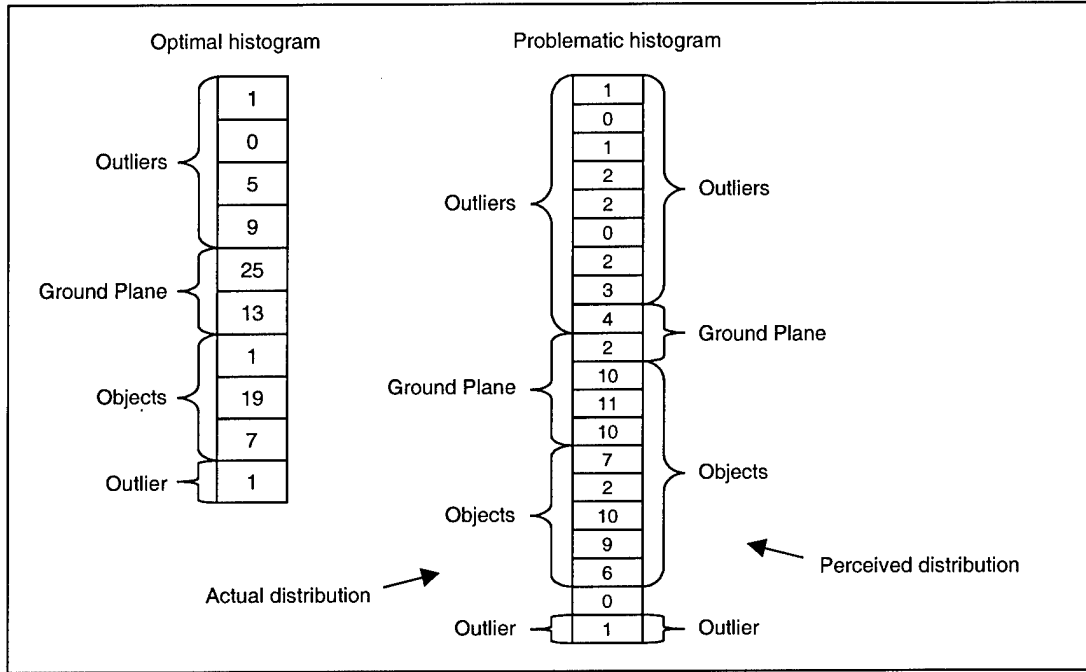 Optimal histogram
1
0
5
9
25
13
1
19
7
1
Outliers
Ground Plane
Objects
Outlier
Problematic histogram
1
0
1
2
2
0
2
3
4
2
10
11
10
7
2
10
9
6
0
1
Outliers
Ground Plane
Objects
Outlier
Actual distribution
Outliers
Ground Plane
Objects
Outlier
Perceived distribution